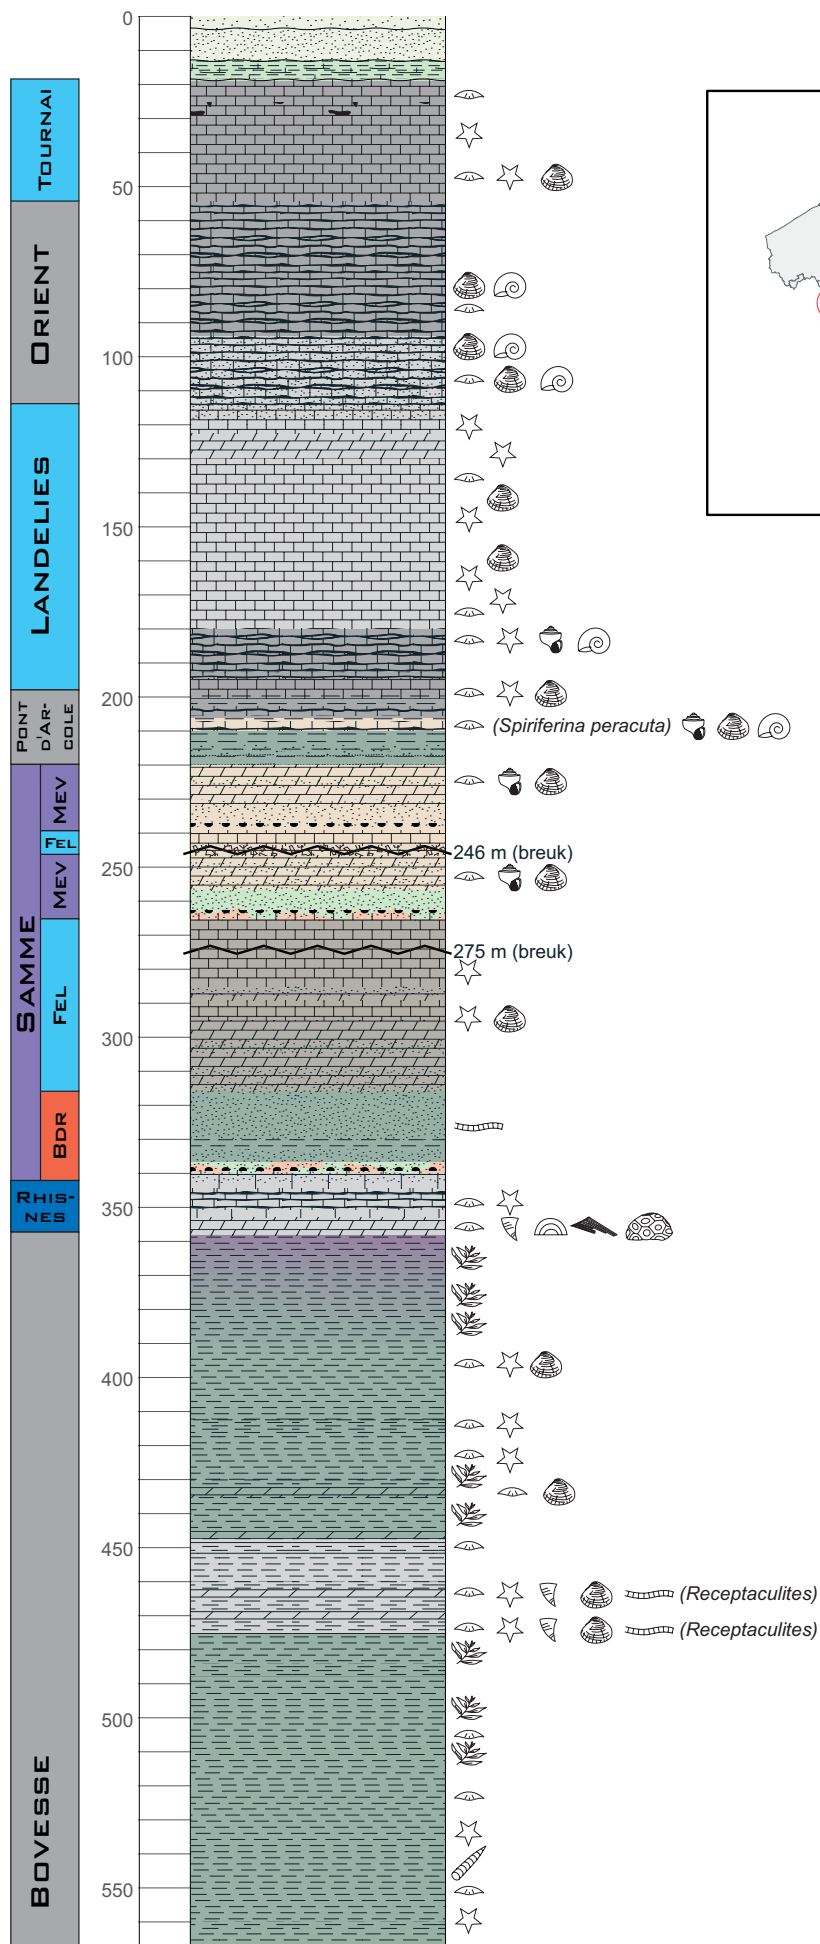 0
TOURNAI
50
ORIENT
100
LANDELIES
150
200
PONT
D'AR-
COLE
(Spiriferina peracuta)
SAMME
MEV
FEL
246 m (breuk)
250
MEV
275 m (breuk)
FEL
300
BDR
RHIS-
NES
350
400
450
(Receptaculites)
(Receptaculites)
500
BOVESSE
550